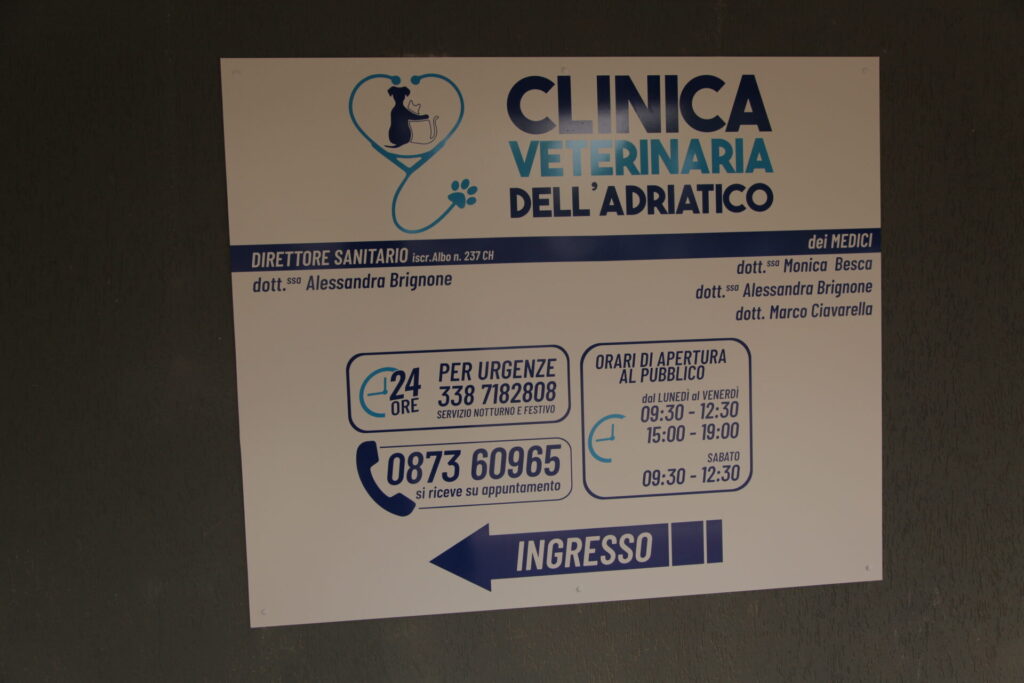 CLINICA
VETERINARIA
DELL'ADRIATICO
DIRETTORE SANITARIO iscr.Albo n. 237 CH
dott.ssa Alessandra Brignone
dei MEDICI
dott.ssa Monica Besca
dott.ssa Alessandra Brignone
dott. Marco Ciavarella
24
ORE
PER URGENZE
338 7182808
SERVIZIO NOTTURNO E FESTIVO
0873 60965
si riceve su appuntamento
ORARI DI APERTURA
AL PUBBLICO
dal LUNEDÌ al VENERDÌ
09:30 - 12:30
15:00 - 19:00
SABATO
09:30 - 12:30
INGRESSO